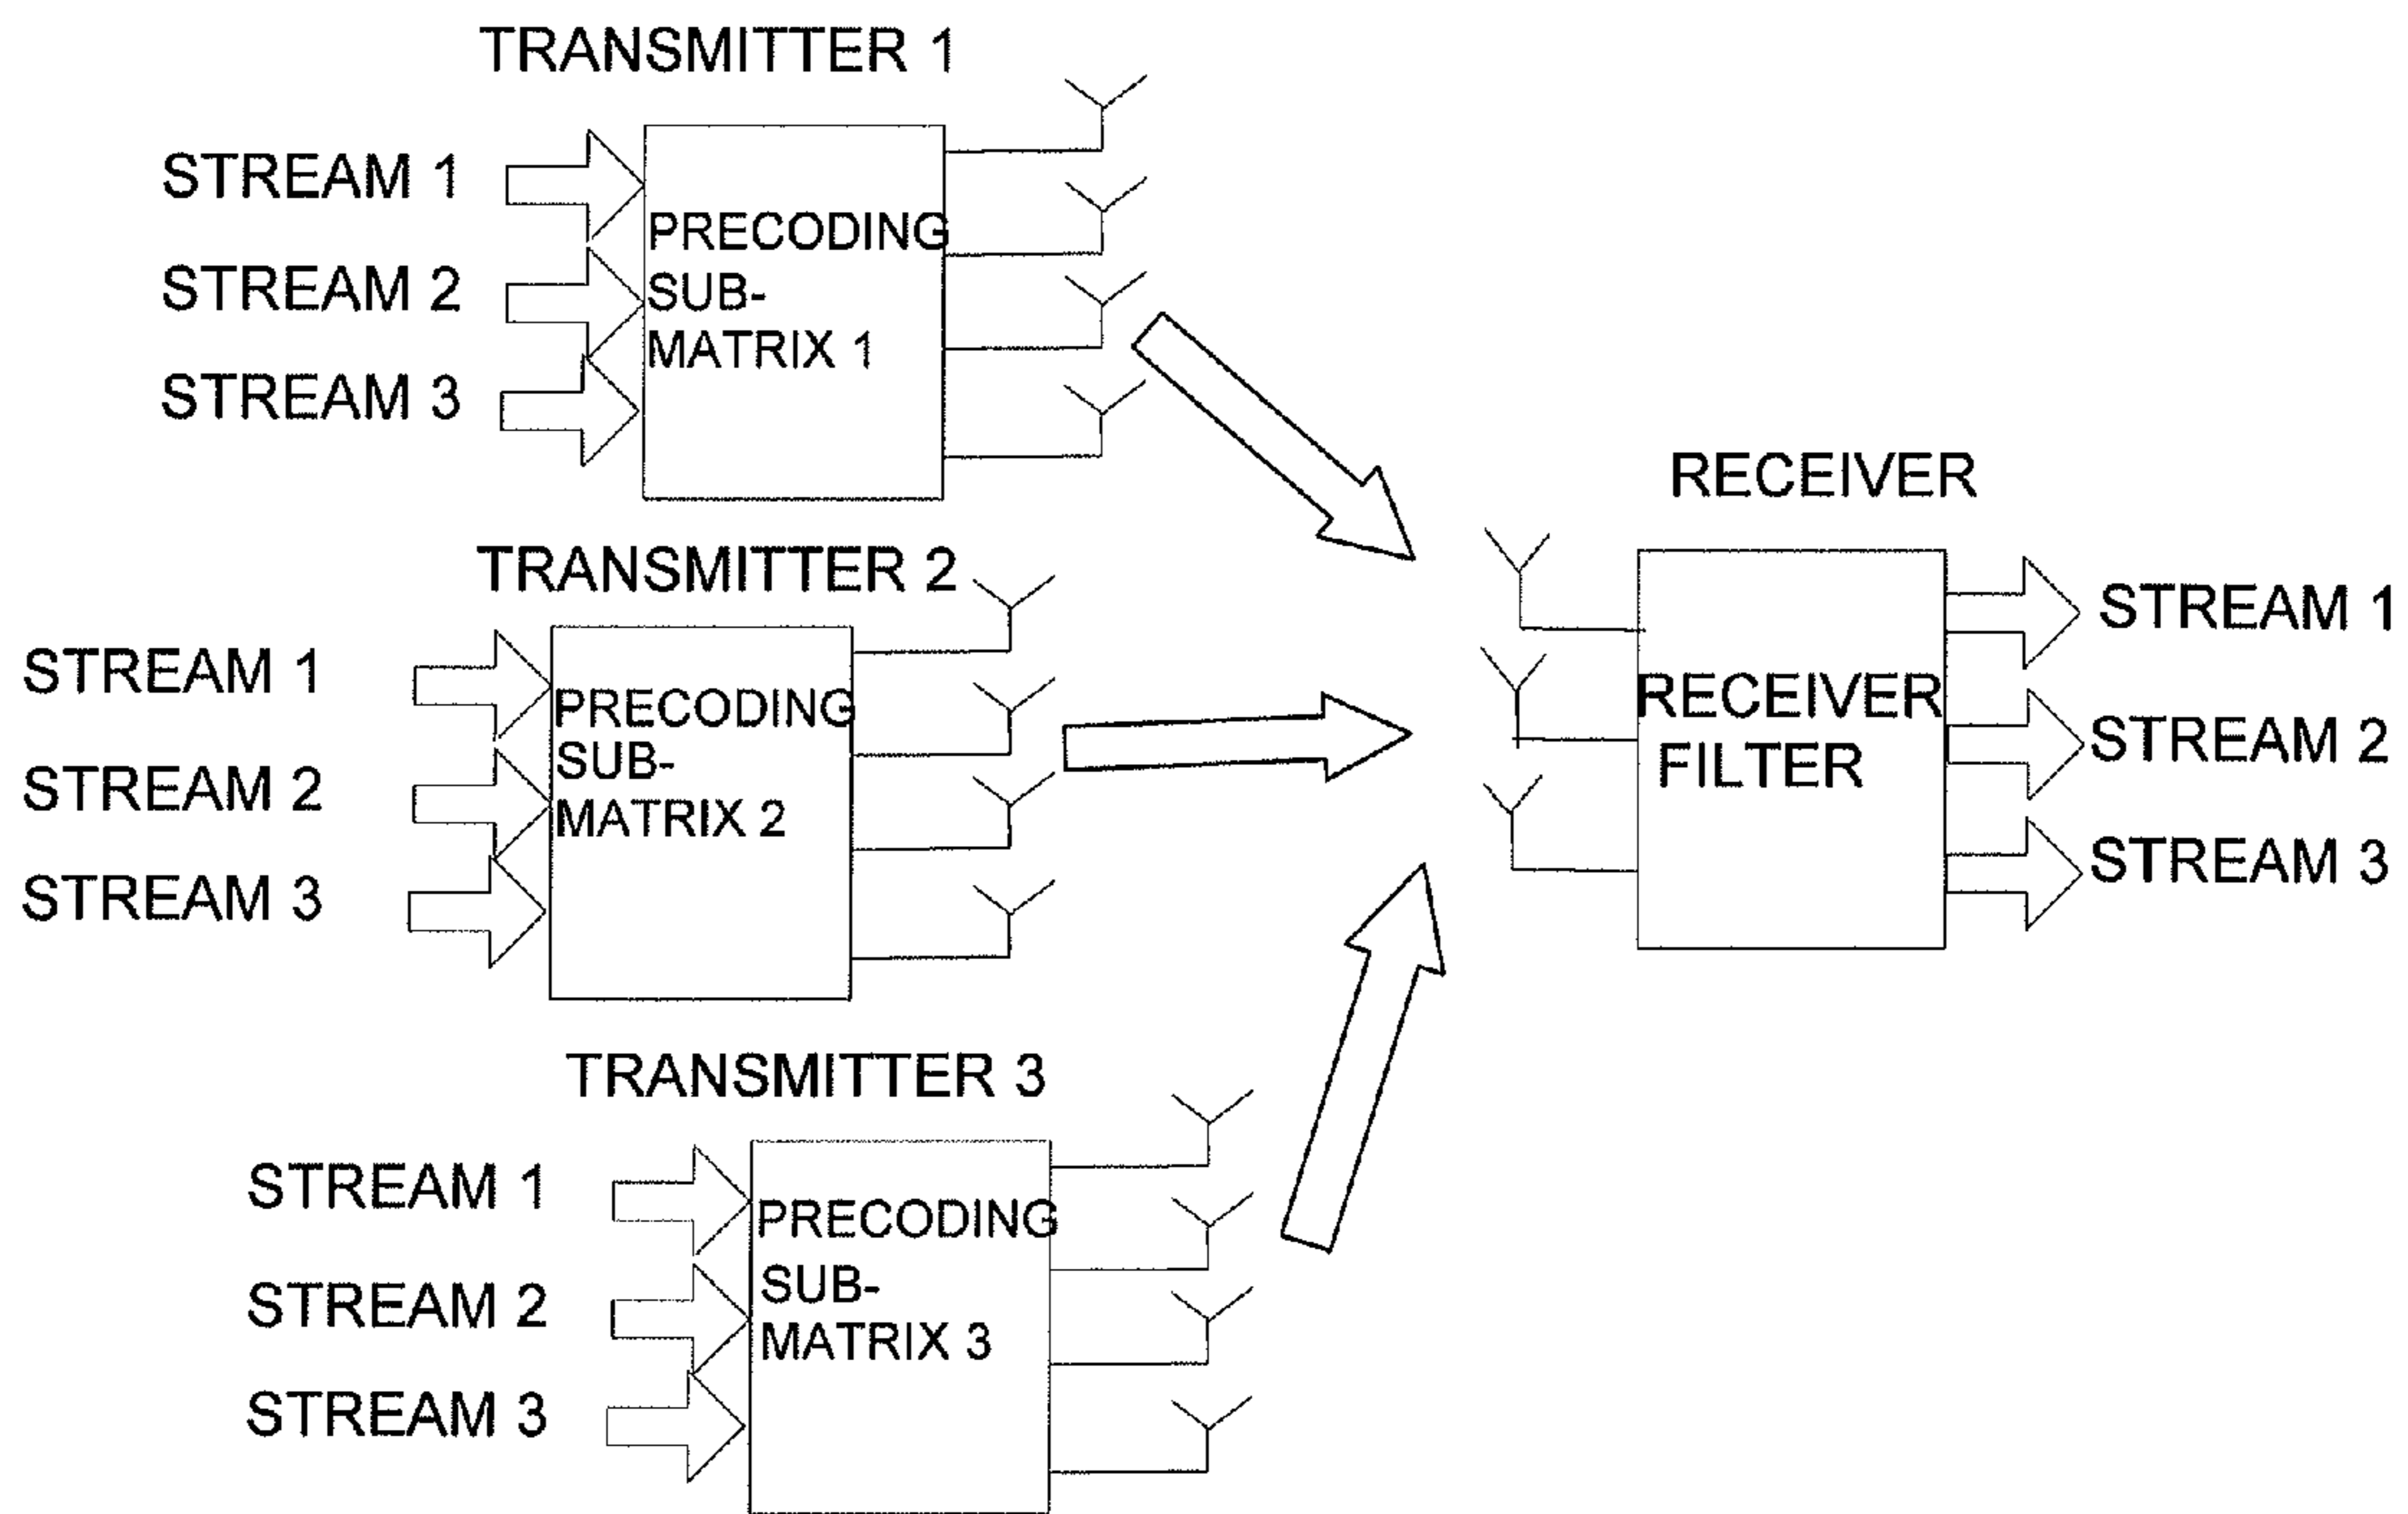 TRANSMITTER 1
STREAM 1
STREAM 2
STREAM 3
PRECODING
SUB-
MATRIX 1
TRANSMITTER 2
STREAM 1
STREAM 2
STREAM 3
PRECODING
SUB-
MATRIX 2
TRANSMITTER 3
STREAM 1
STREAM 2
STREAM 3
PRECODING
SUB-
MATRIX 3
RECEIVER
RECEIVER
FILTER
STREAM 1
STREAM 2
STREAM 3